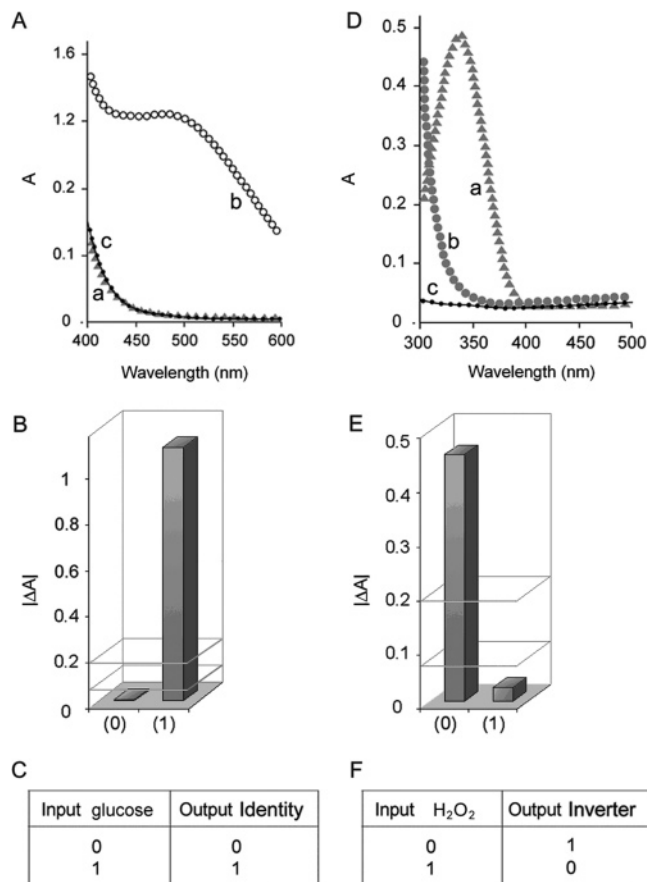 A
1.6
1.2
0.2
0.1
0
A
b
c
a
400 450 500 550 600
Wavelength (nm)
D
0.5
0.4
0.3
0.2
0.1
0
A
a
b
c
300 350 400 450 500
Wavelength (nm)
B
1
0.8
0.6
0.4
0.2
0
|ΔA|
(0) (1)
E
0.5
0.4
0.3
0.2
0.1
0
|ΔA|
(0) (1)
C
Input glucose Output Identity
0 0
1 1
F
Input H₂O₂ Output Inverter
0 1
1 0